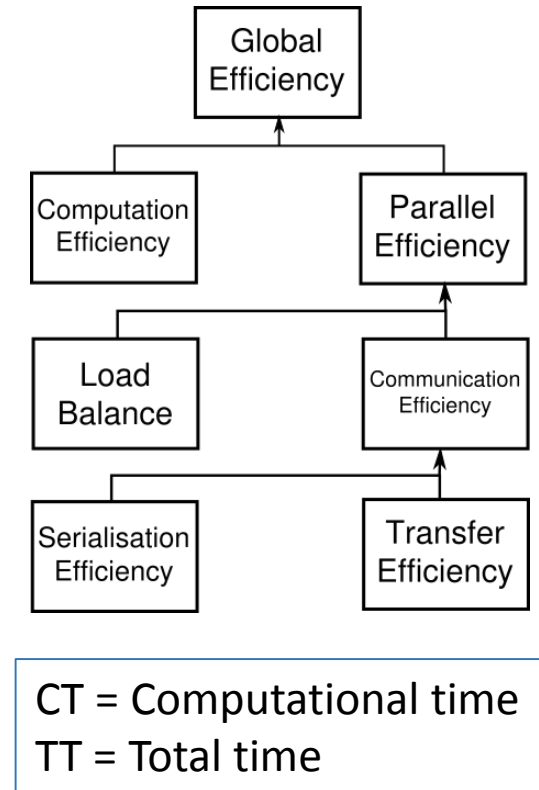 Global
Efficiency
Computation
Efficiency
Parallel
Efficiency
Load
Balance
Communication
Efficiency
Serialisation
Efficiency
Transfer
Efficiency
CT = Computational time
TT = Total time